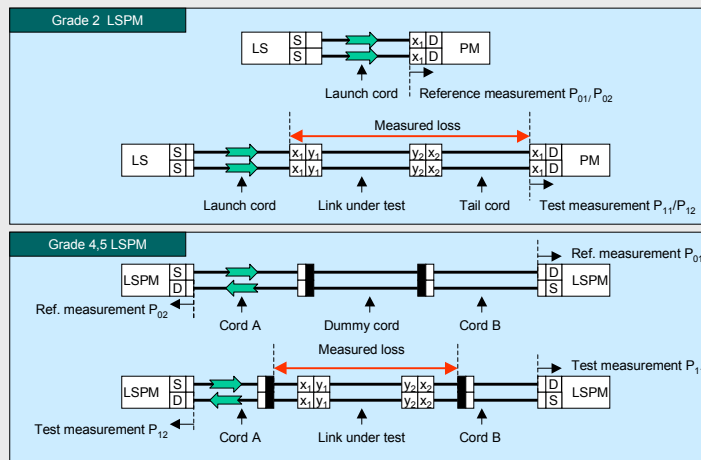 Grade 2 LSPM
LS S x₁ D PM
S x₁ D
Launch cord Reference measurement P₀₁/ P₀₂
Measured loss
LS S x₁ y₁ y₂ x₂ x₁ D PM
S x₁ y₁ y₂ x₂ x₁ D
Launch cord Link under test Tail cord Test measurement P₁₁/P₁₂
Grade 4,5 LSPM
Ref. measurement P₀₁
LSPM S D LSPM
D S
Ref. measurement P₀₂
Cord A Dummy cord Cord B
Measured loss
Test measurement P₁
LSPM S x₁ y₁ y₂ x₂ D LSPM
D x₁ y₁ y₂ x₂ S
Test measurement P₁₂
Cord A Link under test Cord B